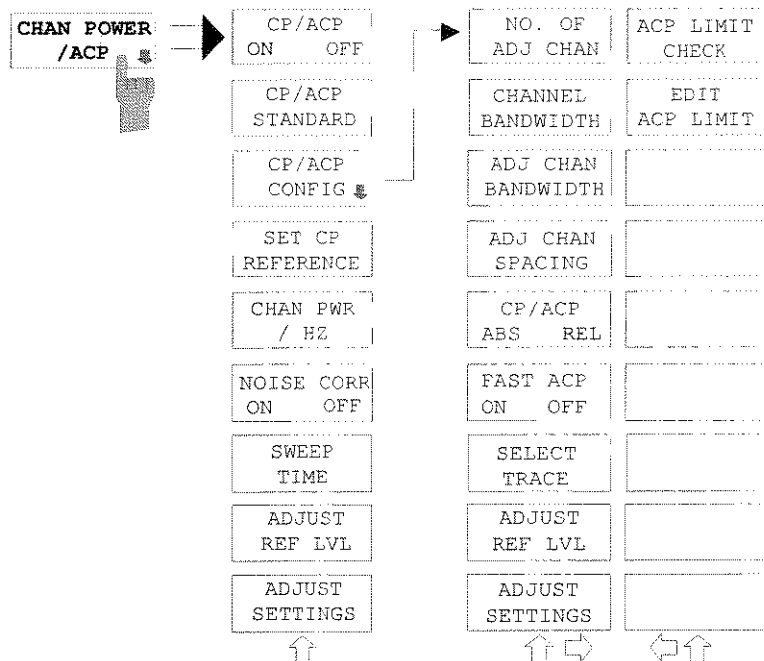 CHAN POWER
/ACP
CP/ACP
ON OFF
CP/ACP
STANDARD
CP/ACP
CONFIG
SET CP
REFERENCE
CHAN PWR
/ HZ
NOISE CORR
ON OFF
SWEEP
TIME
ADJUST
REF LVL
ADJUST
SETTINGS
NO. OF
ADJ CHAN
CHANNEL
BANDWIDTH
ADJ CHAN
BANDWIDTH
ADJ CHAN
SPACING
CP/ACP
ABS REL
FAST ACP
ON OFF
SELECT
TRACE
ADJUST
REF LVL
ADJUST
SETTINGS
ACP LIMIT
CHECK
EDIT
ACP LIMIT